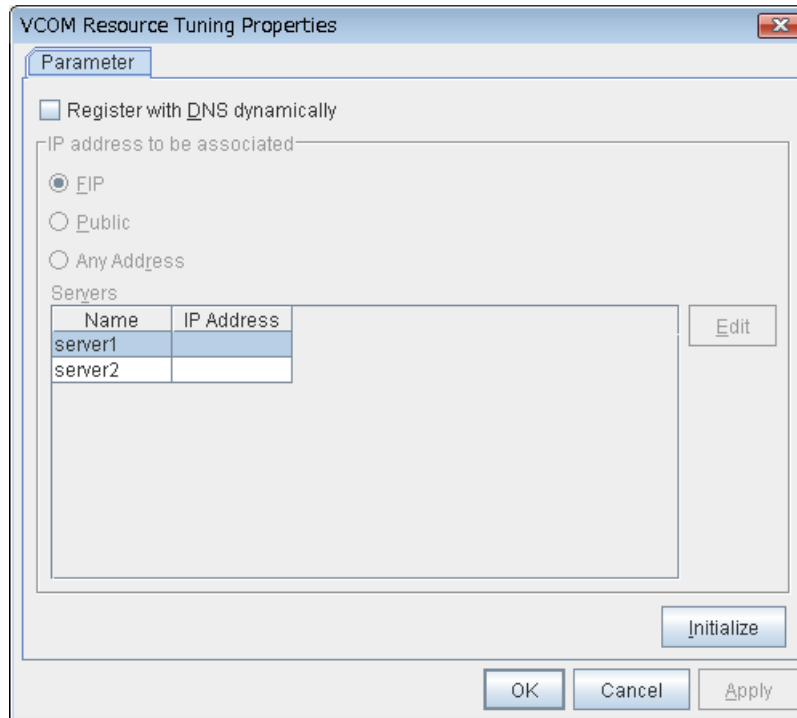 VCOM Resource Tuning Properties
Parameter
Register with DNS dynamically
IP address to be associated
FIP
Public
Any Address
Servers
Name IP Address
server1
server2
Edit
Initialize
OK Cancel Apply